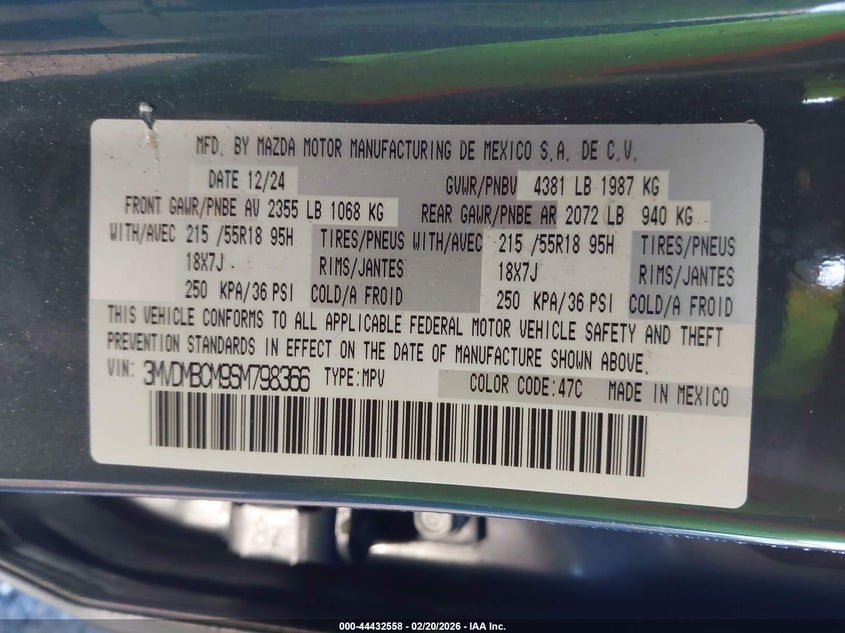 MFD. BY MAZDA MOTOR MANUFACTURING DE MEXICO S.A. DE C.V.
DATE 12/24 GVWR/PNBV 4381 LB 1987 KG
FRONT GAWR/PNBE AV 2355 LB 1068 KG REAR GAWR/PNBE AR 2072 LB 940 KG
WITH/AVEC 215 /55R18 95H TIRES/PNEUS WITH/AVEC 215 /55R18 95H TIRES/PNEUS
18X7J RIMS/JANTES 18X7J RIMS/JANTES
250 KPA/36 PSI COLD/A FROID 250 KPA/36 PSI COLD/A FROID
THIS VEHICLE CONFORMS TO ALL APPLICABLE FEDERAL MOTOR VEHICLE SAFETY AND THEFT
PREVENTION STANDARDS IN EFFECT ON THE DATE OF MANUFACTURE SHOWN ABOVE.
VIN: 3MVDMBCM9SM798366 TYPE:MPV COLOR CODE:47C MADE IN MEXICO
000-44432558 - 02/20/2026 - IAA Inc.